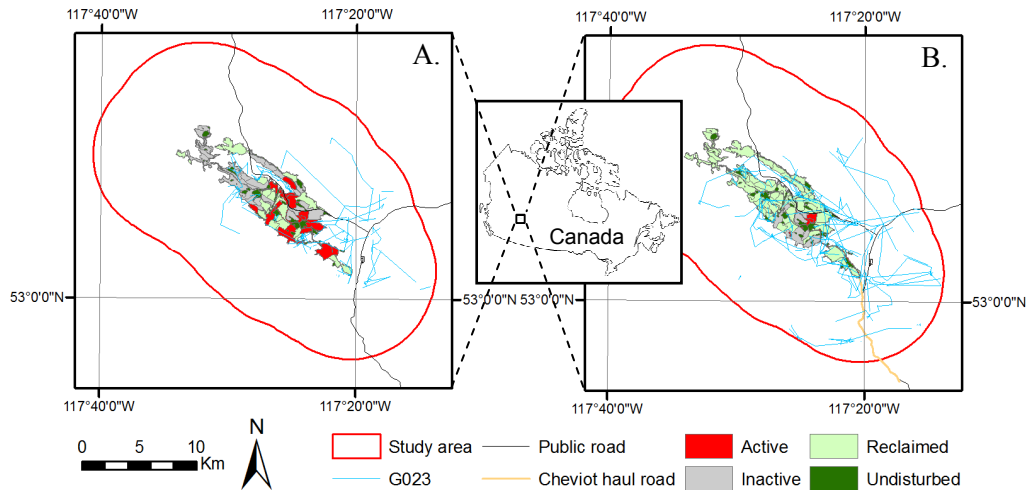 117°40'0"W
117°20'0"W
117°40'0"W
117°20'0"W
A.
B.
Canada
53°0'0"N
53°0'0"N
53°0'0"N
53°0'0"N
117°40'0"W
117°20'0"W
117°40'0"W
117°20'0"W
0 5 10
Km
N
Study area
Public road
Active
Reclaimed
G023
Cheviot haul road
Inactive
Undisturbed